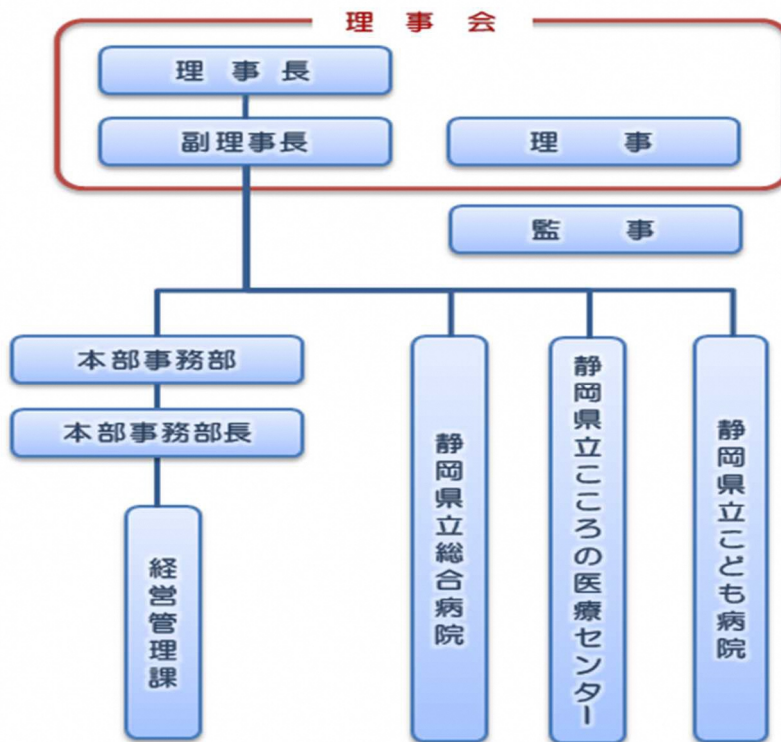 理事会
理事長
副理事長
理事
監事
本部事務部
本部事務部長
経営管理課
静岡県立総合病院
静岡県立こころの医療センター
静岡県立こども病院